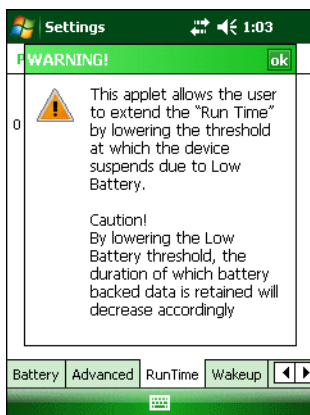 Settings 1:03
P
WARNING! ok
0
This applet allows the user
to extend the “Run Time”
by lowering the threshold
at which the device
suspends due to Low
Battery.
Caution!
By lowering the Low
Battery threshold, the
duration of which battery
backed data is retained will
decrease accordingly
Battery Advanced RunTime Wakeup